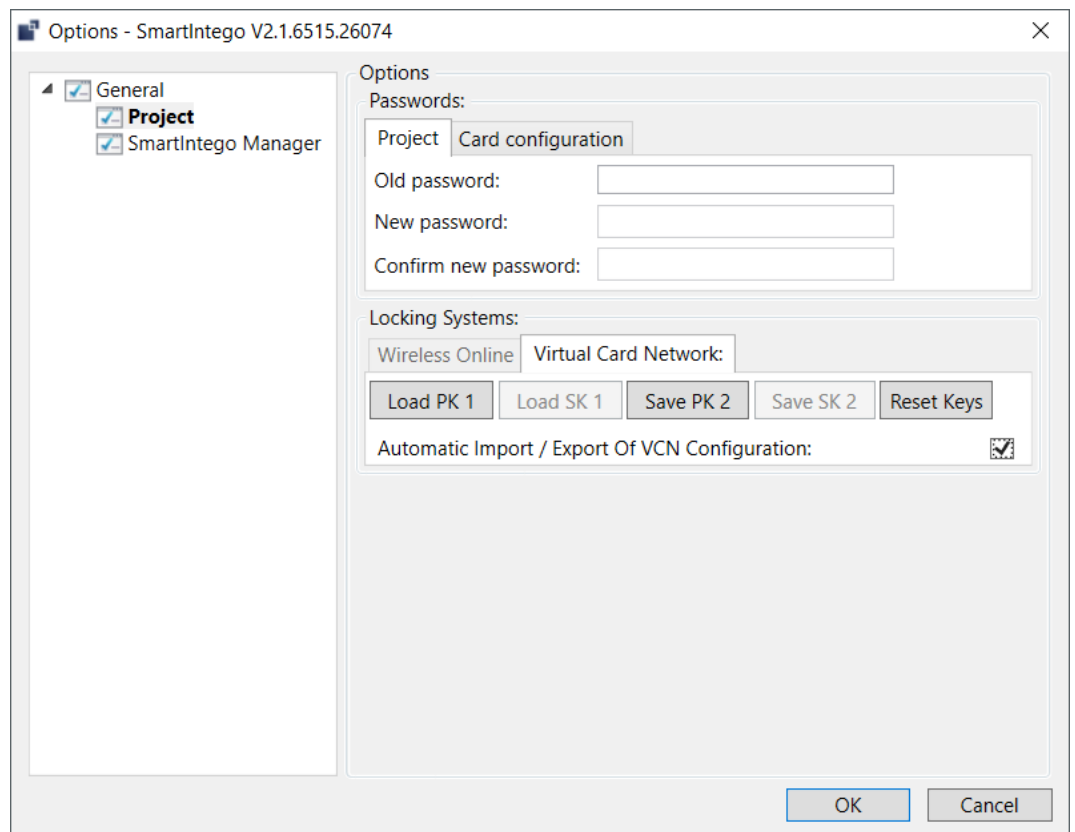 Options - SmartIntego V2.1.6515.26074
General
Project
SmartIntego Manager
Options
Passwords:
Project Card configuration
Old password:
New password:
Confirm new password:
Locking Systems:
Wireless Online Virtual Card Network:
Load PK 1 Load SK 1 Save PK 2 Save SK 2 Reset Keys
Automatic Import / Export Of VCN Configuration:
OK Cancel